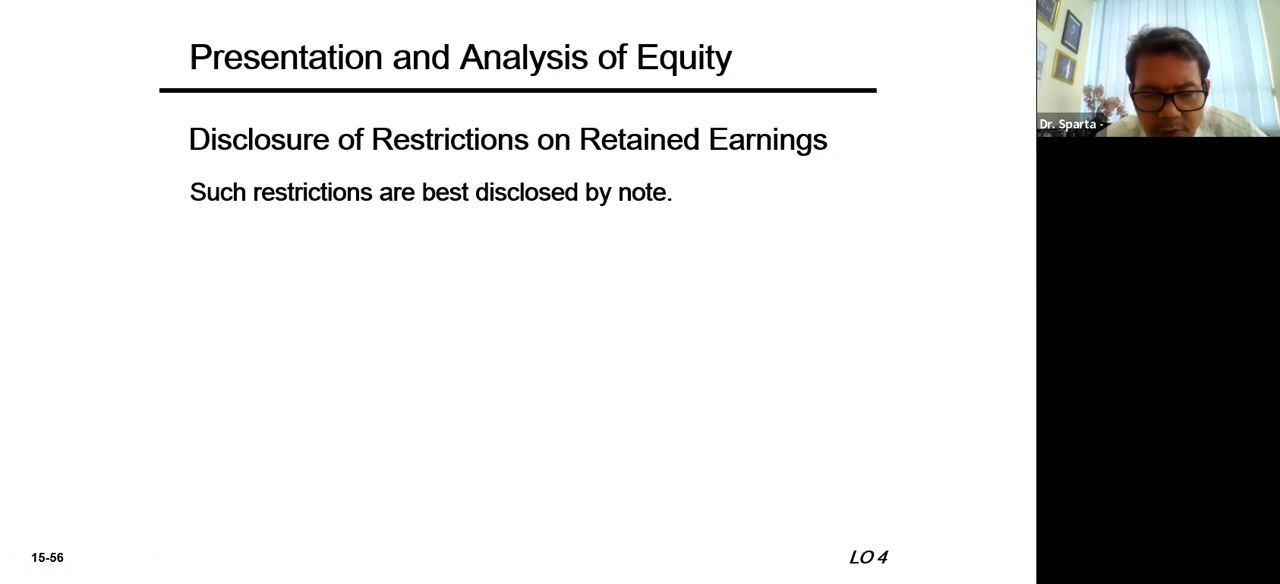 Presentation and Analysis of Equity
Disclosure of Restrictions on Retained Earnings
Such restrictions are best disclosed by note.
15-56
LO 4
Dr. Sparta -